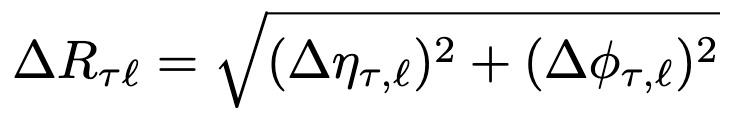 ΔR_{τℓ} = √((Δη_{τ,ℓ})² + (Δϕ_{τ,ℓ})²)